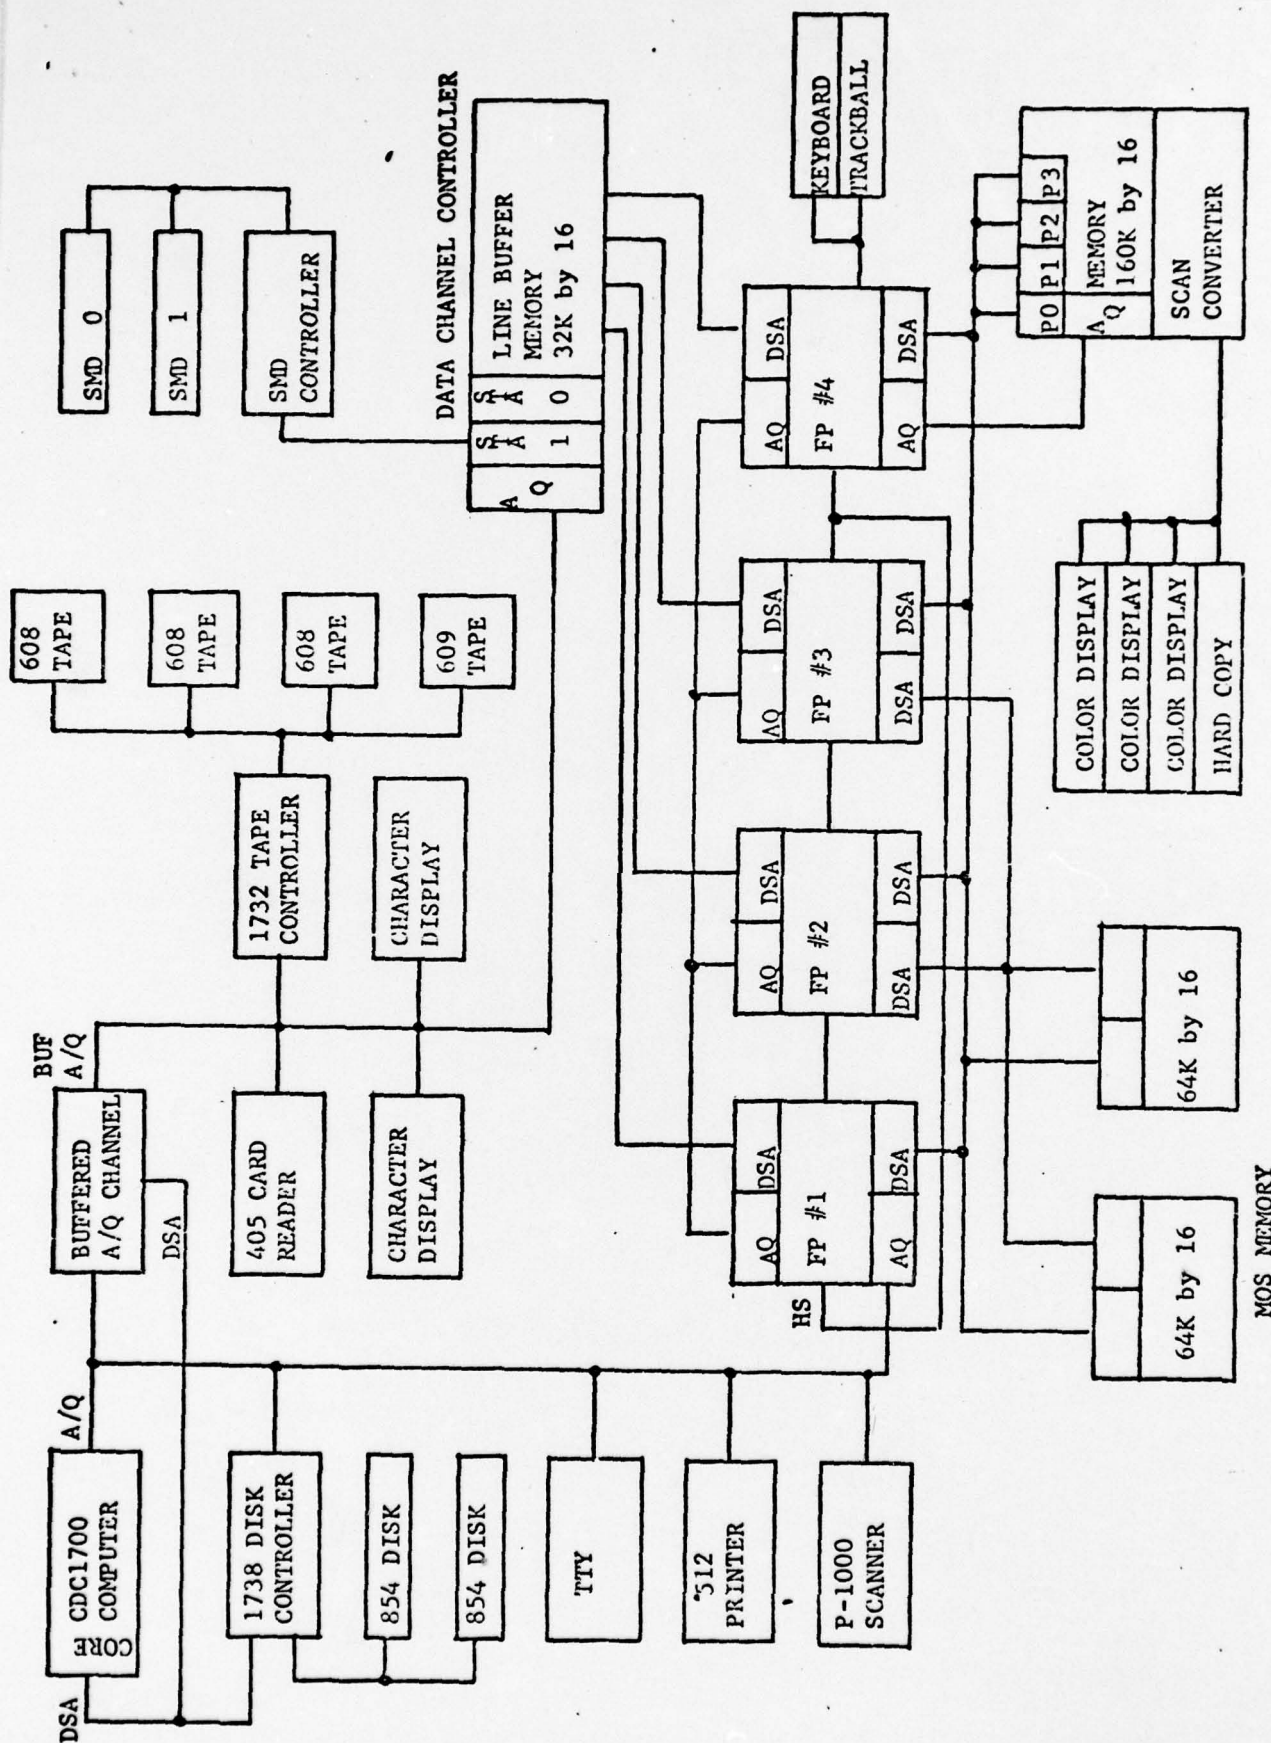 DSA
CORE
CDC1700
COMPUTER
A/Q
BUFFERED
A/Q CHANNEL
DSA
BUF
A/Q
1738 DISK
CONTROLLER
854 DISK
854 DISK
TTY
512
PRINTER
P-1000
SCANNER
405 CARD
READER
CHARACTER
DISPLAY
1732 TAPE
CONTROLLER
CHARACTER
DISPLAY
608
TAPE
608
TAPE
608
TAPE
609
TAPE
SMD 0
SMD 1
SMD
CONTROLLER
DATA CHANNEL CONTROLLER
A
Q
STA
1
STA
0
LINE BUFFER
MEMORY
32K by 16
HS
AQ
DSA
FP #1
AQ
DSA
AQ
DSA
FP #2
DSA
DSA
AQ
DSA
FP #3
DSA
DSA
AQ
DSA
FP #4
AQ
DSA
KEYBOARD
TRACKBALL
64K by 16
64K by 16
MOS MEMORY
COLOR DISPLAY
COLOR DISPLAY
COLOR DISPLAY
HARD COPY
P0 P1 P2 P3
A
Q
MEMORY
160K by 16
SCAN
CONVERTER